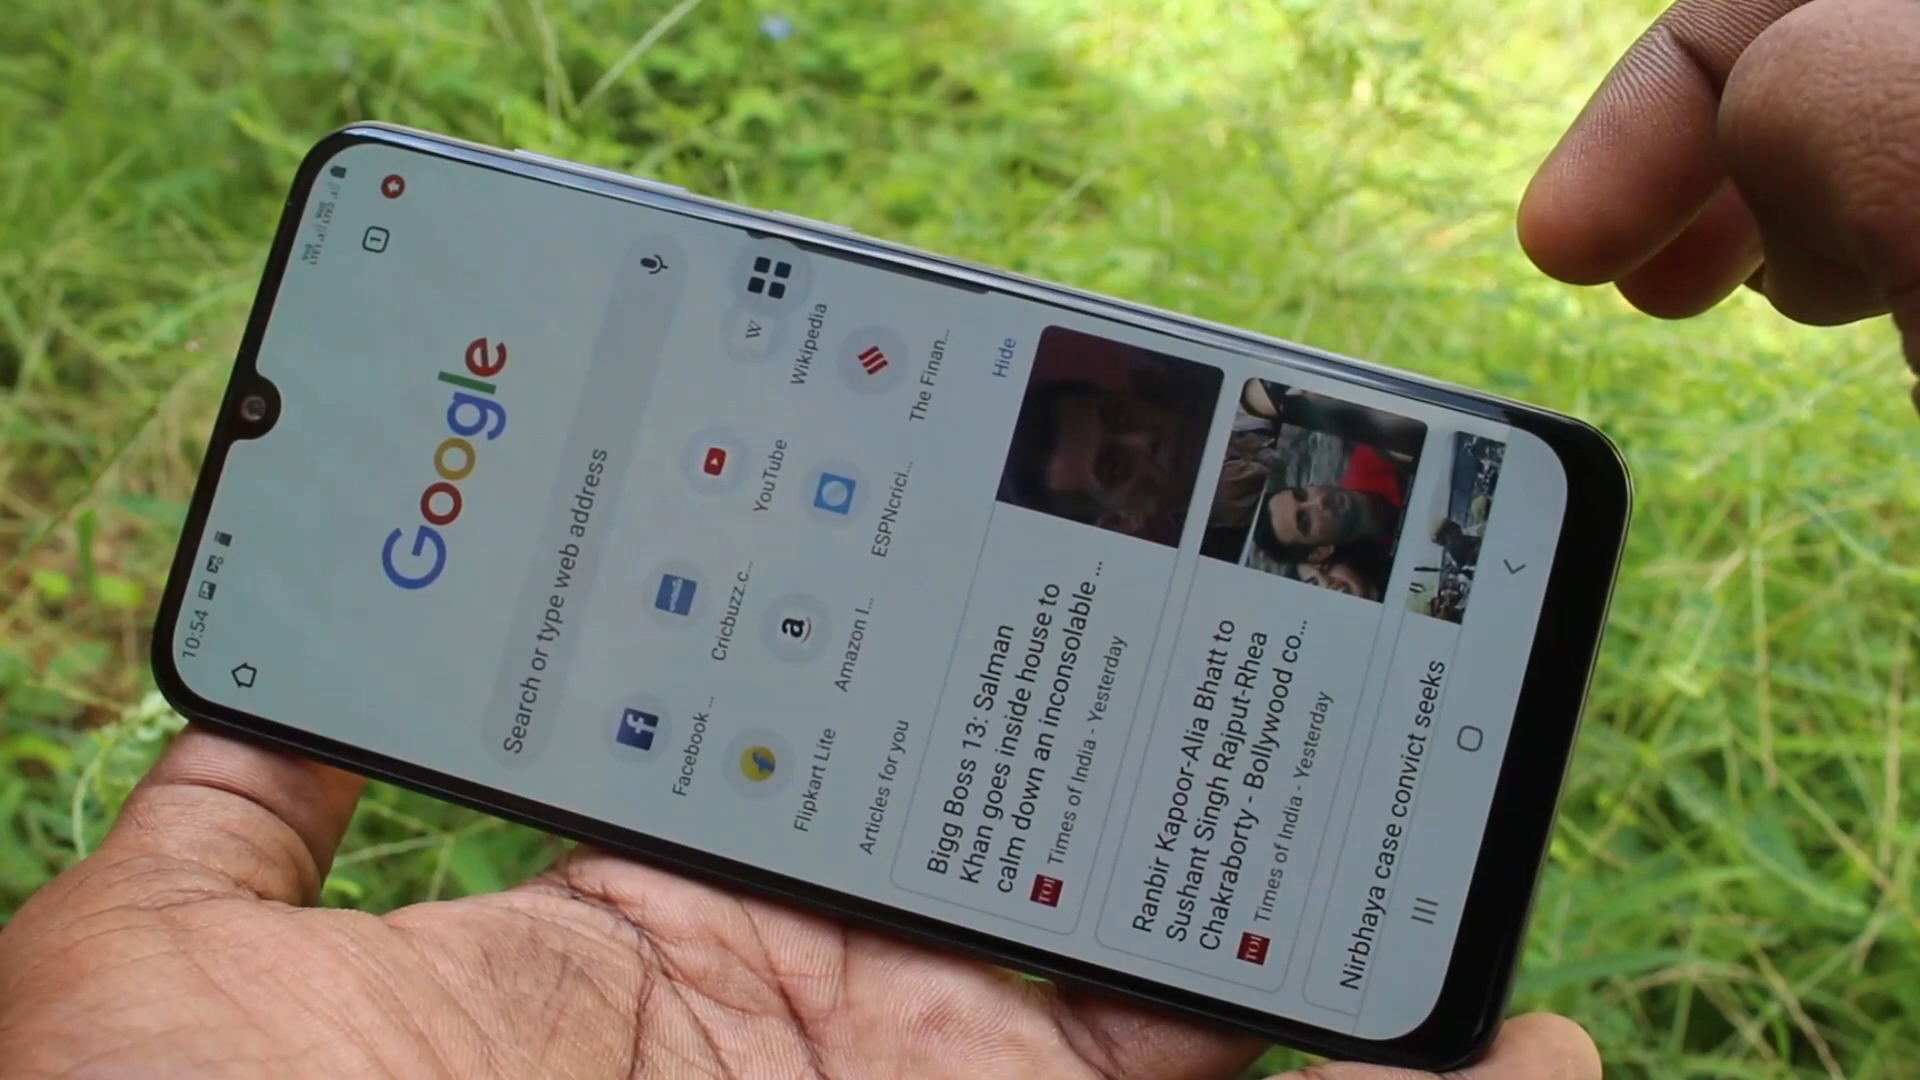 10:54
1
Google
Search or type web address
Facebook ...
Cricbuzz.c...
YouTube
W
Wikipedia
a
Flipkart Lite
Amazon I...
ESPNcrici...
The Finan...
Articles for you
Hide
Bigg Boss 13: Salman
Khan goes inside house to
calm down an inconsolable ...
TOI
Times of India - Yesterday
Ranbir Kapoor-Alia Bhatt to
Sushant Singh Rajput-Rhea
Chakraborty - Bollywood co...
TOI
Times of India - Yesterday
Nirbhaya case convict seeks